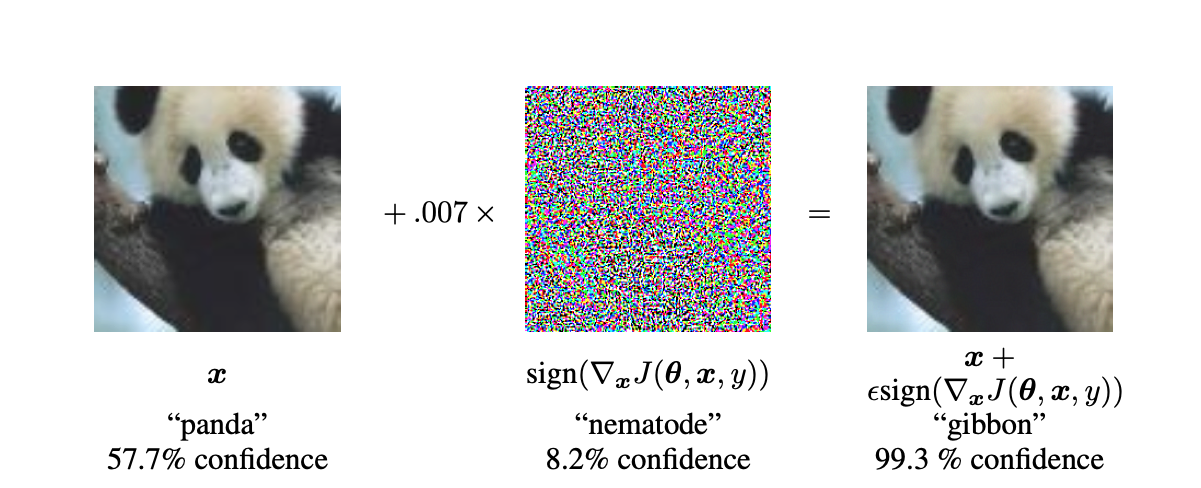 + .007 ×
=
x
sign(∇ₓJ(θ, x, y))
x +
ϵsign(∇ₓJ(θ, x, y))
“panda”
“nematode”
“gibbon”
57.7% confidence
8.2% confidence
99.3 % confidence